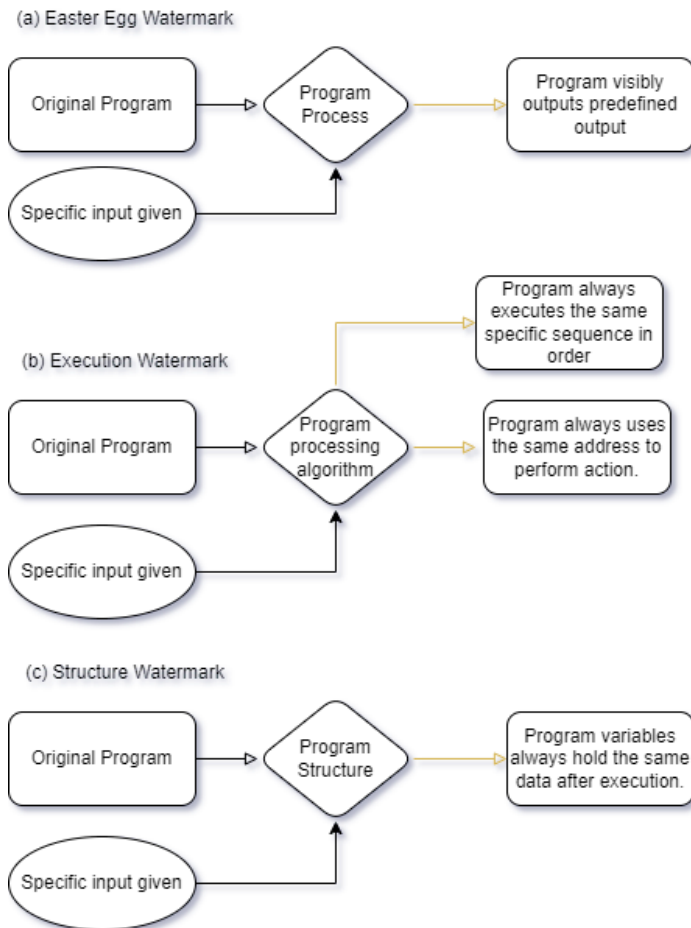 (a) Easter Egg Watermark
Original Program
Program
Process
Program visibly
outputs predefined
output
Specific input given
Program always
executes the same
specific sequence in
order
(b) Execution Watermark
Original Program
Program
processing
algorithm
Program always uses
the same address to
perform action.
Specific input given
(c) Structure Watermark
Original Program
Program
Structure
Program variables
always hold the same
data after execution.
Specific input given